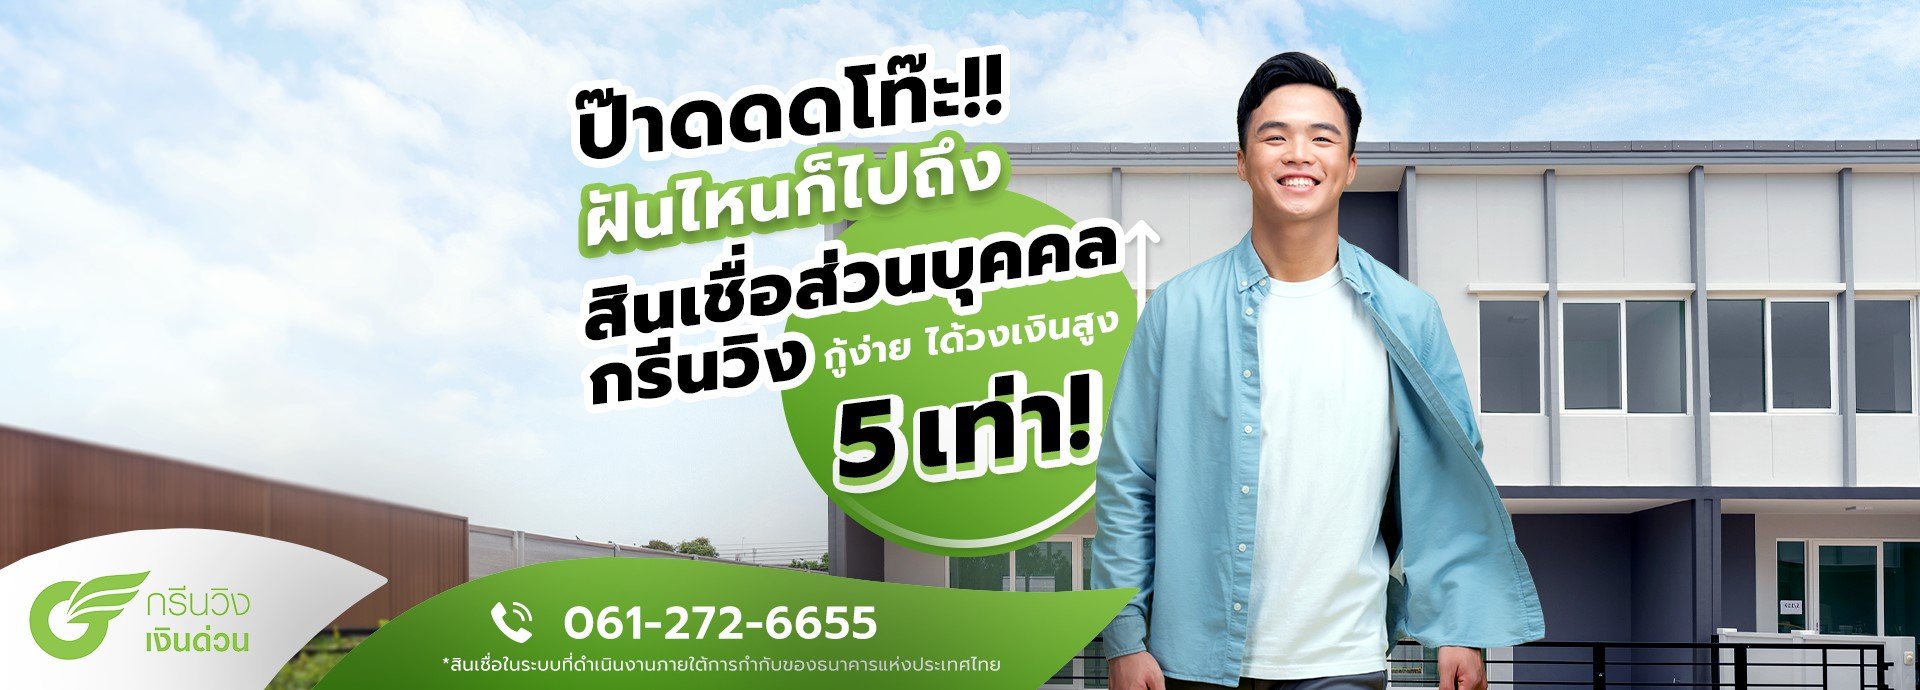 ป๊าดดดโท๊ะ!!
ฝันไหนก็ไปถึง
สินเชื่อส่วนบุคคล
กรีนวิง กู้ง่าย ได้วงเงินสูง
5 เท่า!
กรีนวิง
เงินด่วน
061-272-6655
*สินเชื่อในระบบที่ดำเนินงานภายใต้การกำกับของธนาคารแห่งประเทศไทย